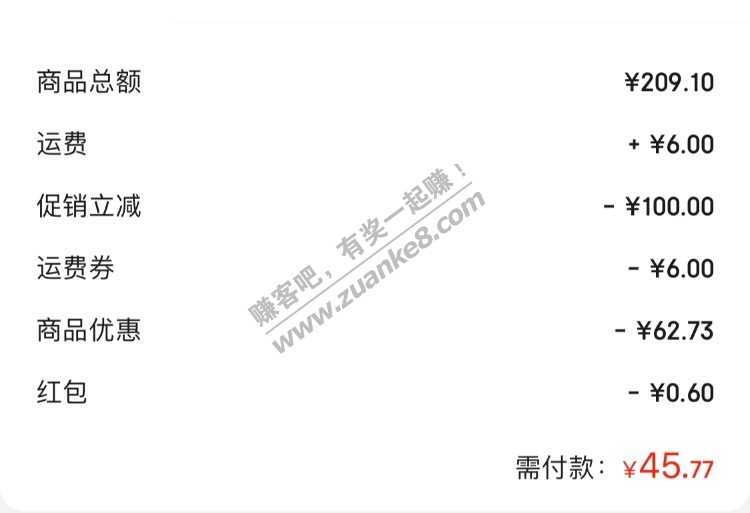 商品总额 ¥209.10
运费 + ¥6.00
促销立减 - ¥100.00
运费券 - ¥6.00
商品优惠 - ¥62.73
红包 - ¥0.60
需付款：¥45.77
赚客吧，有奖一起赚！
www.zuanke8.com